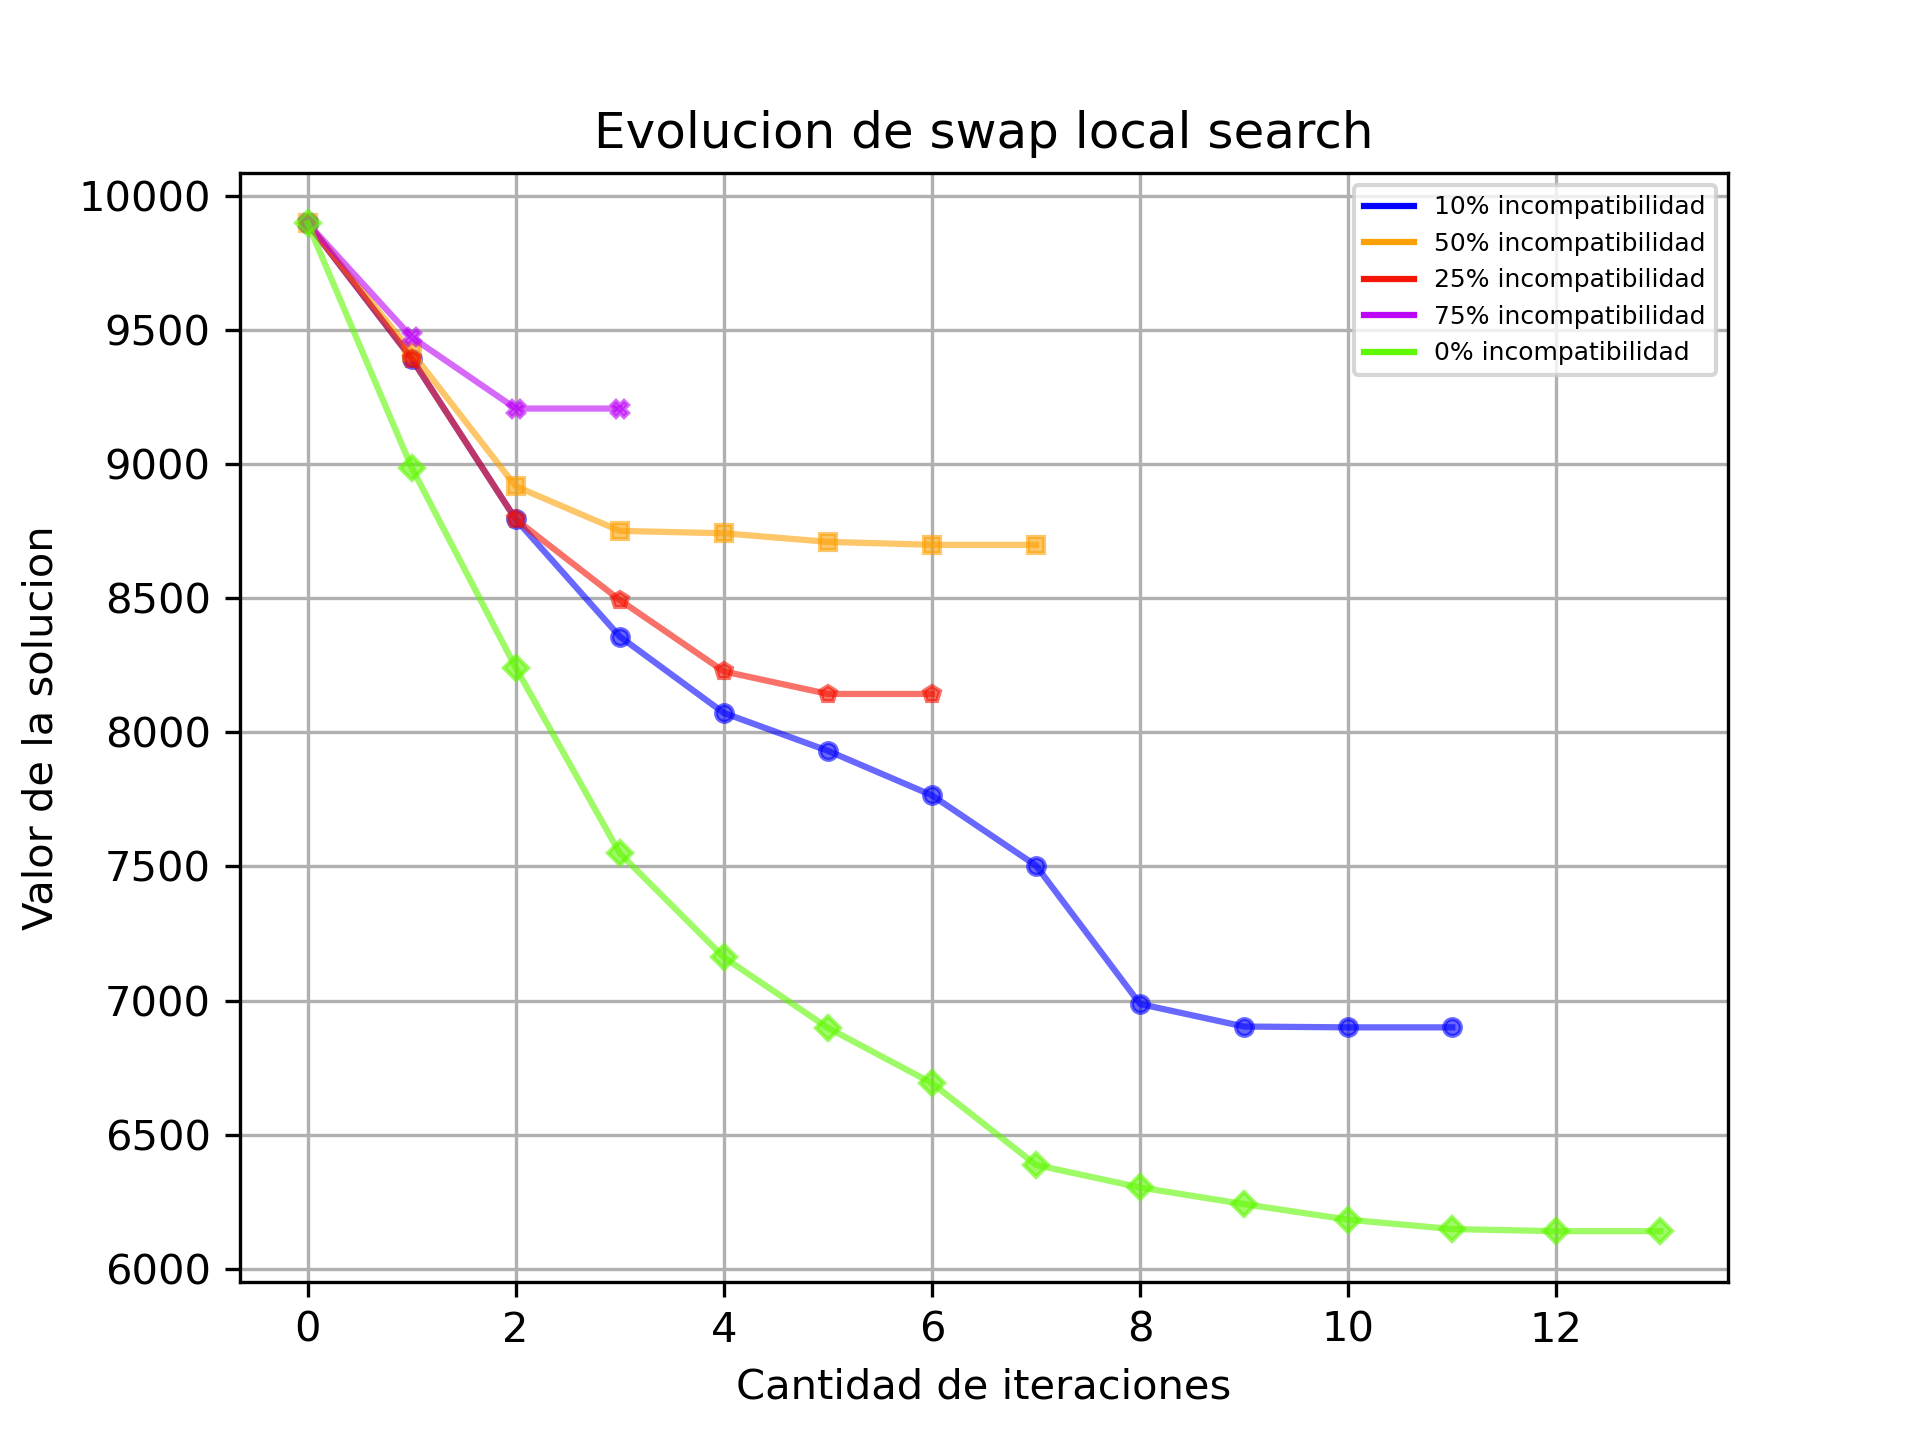 Evolucion de swap local search
10000
9500
9000
8500
8000
7500
7000
6500
6000
Valor de la solucion
10% incompatibilidad
50% incompatibilidad
25% incompatibilidad
75% incompatibilidad
0% incompatibilidad
0 2 4 6 8 10 12
Cantidad de iteraciones